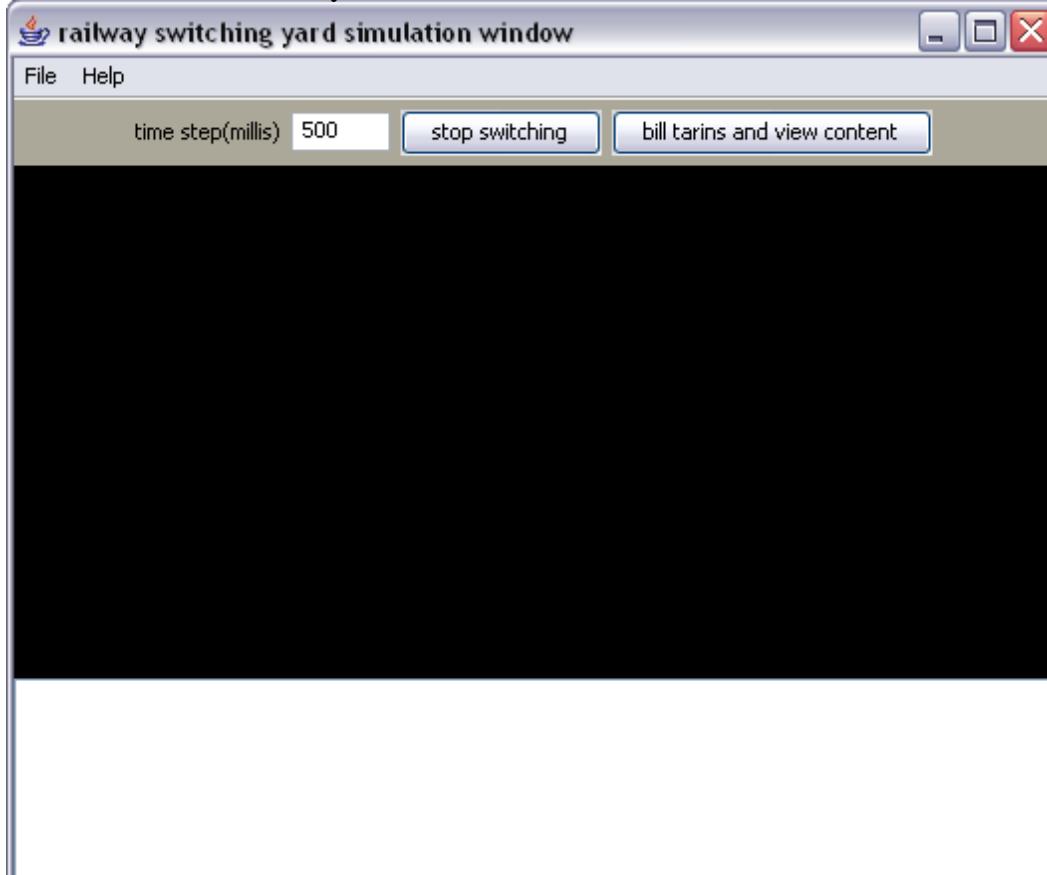 railway switching yard simulation window
File Help
time step(millis) 500 stop switching bill tarins and view content